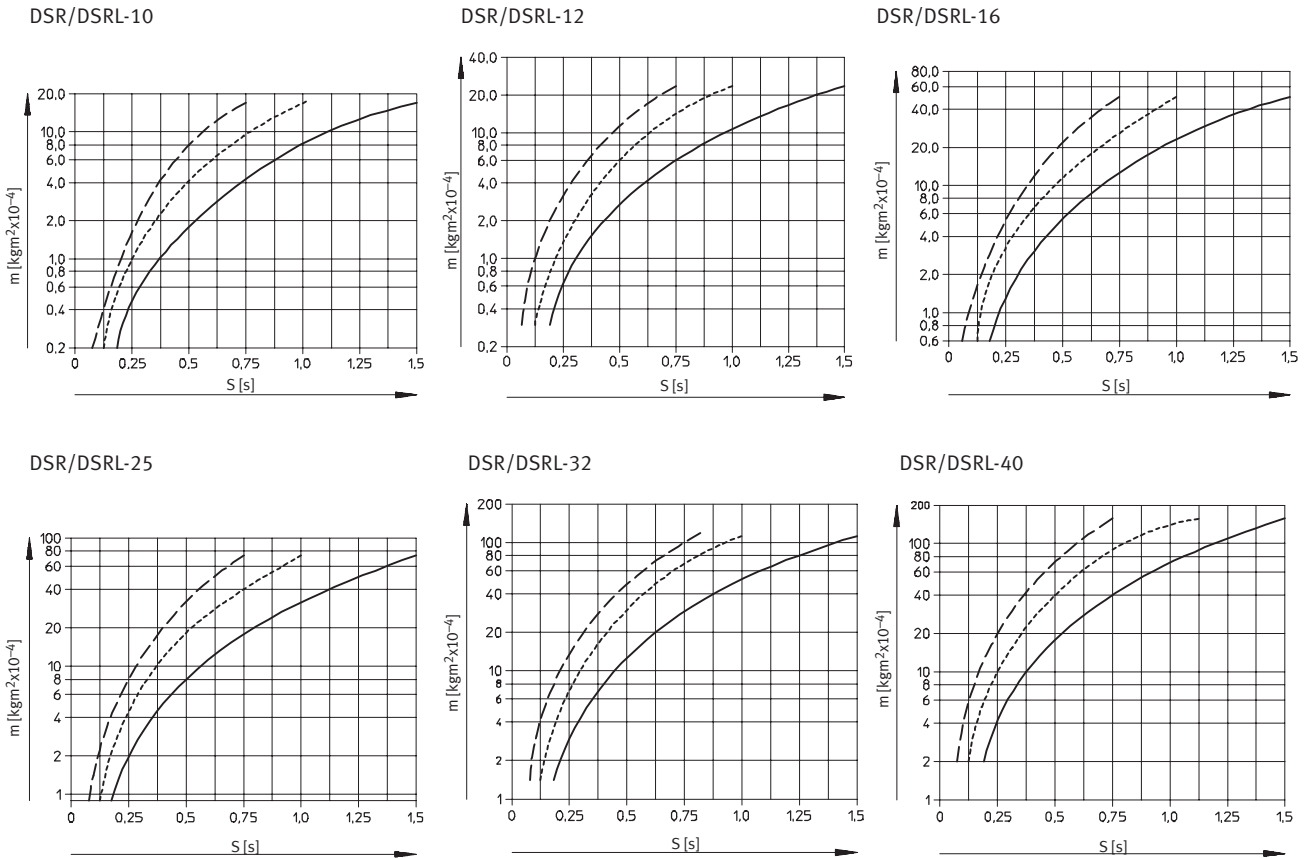 DSR/DSRL-10
20,0
10,0
8,0
6,0
4,0
2,0
1,0
0,8
0,6
0,4
0,2
m [kgm²x10⁻⁴]
0 0,25 0,5 0,75 1,0 1,25 1,5
S [s]
DSR/DSRL-12
40,0
20,0
10,0
8,0
6,0
4,0
2,0
1,0
0,8
0,6
0,4
0,2
m [kgm²x10⁻⁴]
0 0,25 0,5 0,75 1,0 1,25 1,5
S [s]
DSR/DSRL-16
80,0
60,0
40,0
20,0
10,0
8,0
6,0
4,0
2,0
1,0
0,8
0,6
m [kgm²x10⁻⁴]
0 0,25 0,5 0,75 1,0 1,25 1,5
S [s]
DSR/DSRL-25
100
80
60
40
20
10
8
6
4
2
1
m [kgm²x10⁻⁴]
0 0,25 0,5 0,75 1,0 1,25 1,5
S [s]
DSR/DSRL-32
200
100
80
60
40
20
10
8
6
4
2
1
m [kgm²x10⁻⁴]
0 0,25 0,5 0,75 1,0 1,25 1,5
S [s]
DSR/DSRL-40
200
100
80
60
40
20
10
8
6
4
2
1
m [kgm²x10⁻⁴]
0 0,25 0,5 0,75 1,0 1,25 1,5
S [s]